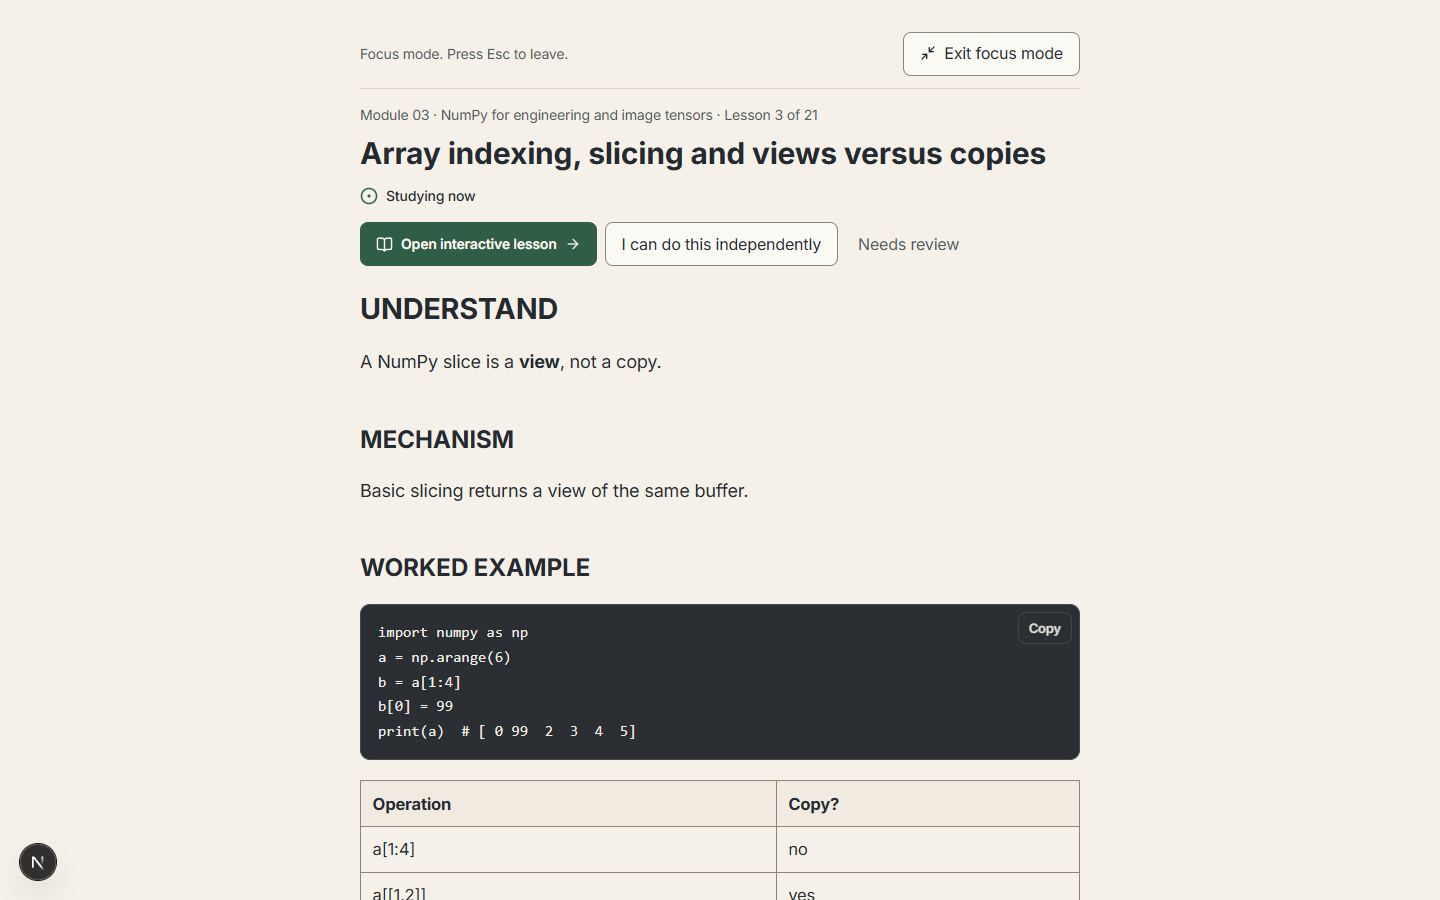 Focus mode. Press Esc to leave.
Exit focus mode
Module 03 · NumPy for engineering and image tensors · Lesson 3 of 21
Array indexing, slicing and views versus copies
Studying now
Open interactive lesson →
I can do this independently
Needs review
UNDERSTAND
A NumPy slice is a view, not a copy.
MECHANISM
Basic slicing returns a view of the same buffer.
WORKED EXAMPLE
Copy
import numpy as np
a = np.arange(6)
b = a[1:4]
b[0] = 99
print(a)  # [ 0 99  2  3  4  5]
Operation
Copy?
a[1:4]
no
a[[1,2]]
yes
N